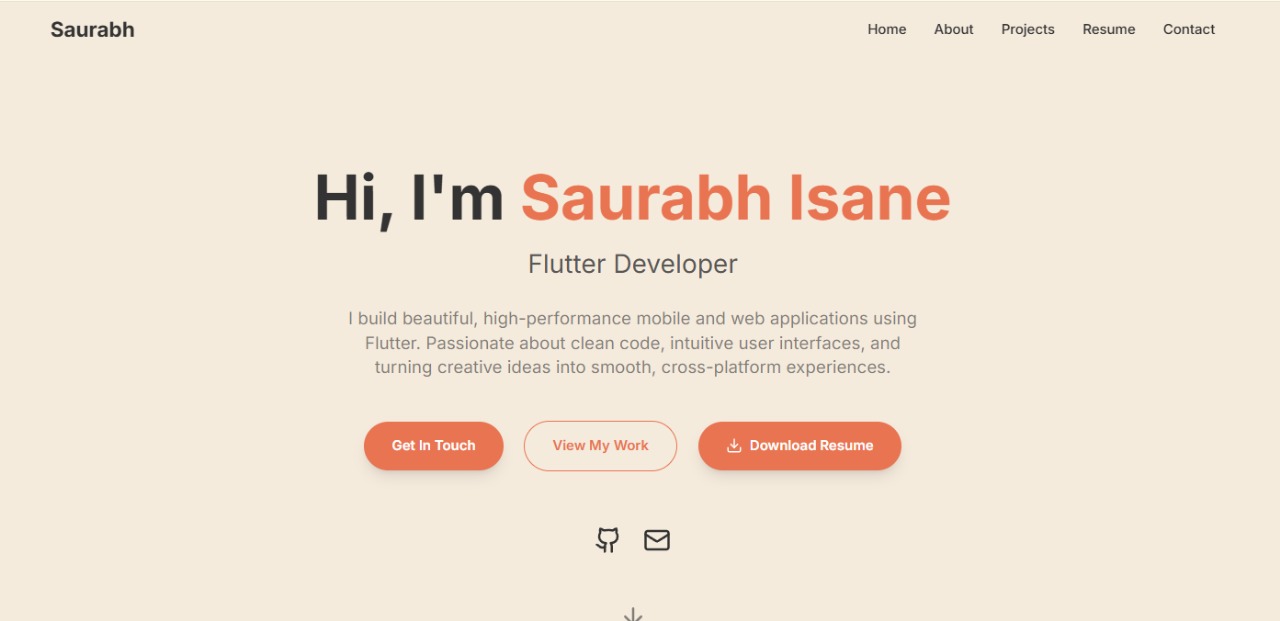 Saurabh
Home About Projects Resume Contact
Hi, I'm Saurabh Isane
Flutter Developer
I build beautiful, high-performance mobile and web applications using
Flutter. Passionate about clean code, intuitive user interfaces, and
turning creative ideas into smooth, cross-platform experiences.
Get In Touch
View My Work
Download Resume